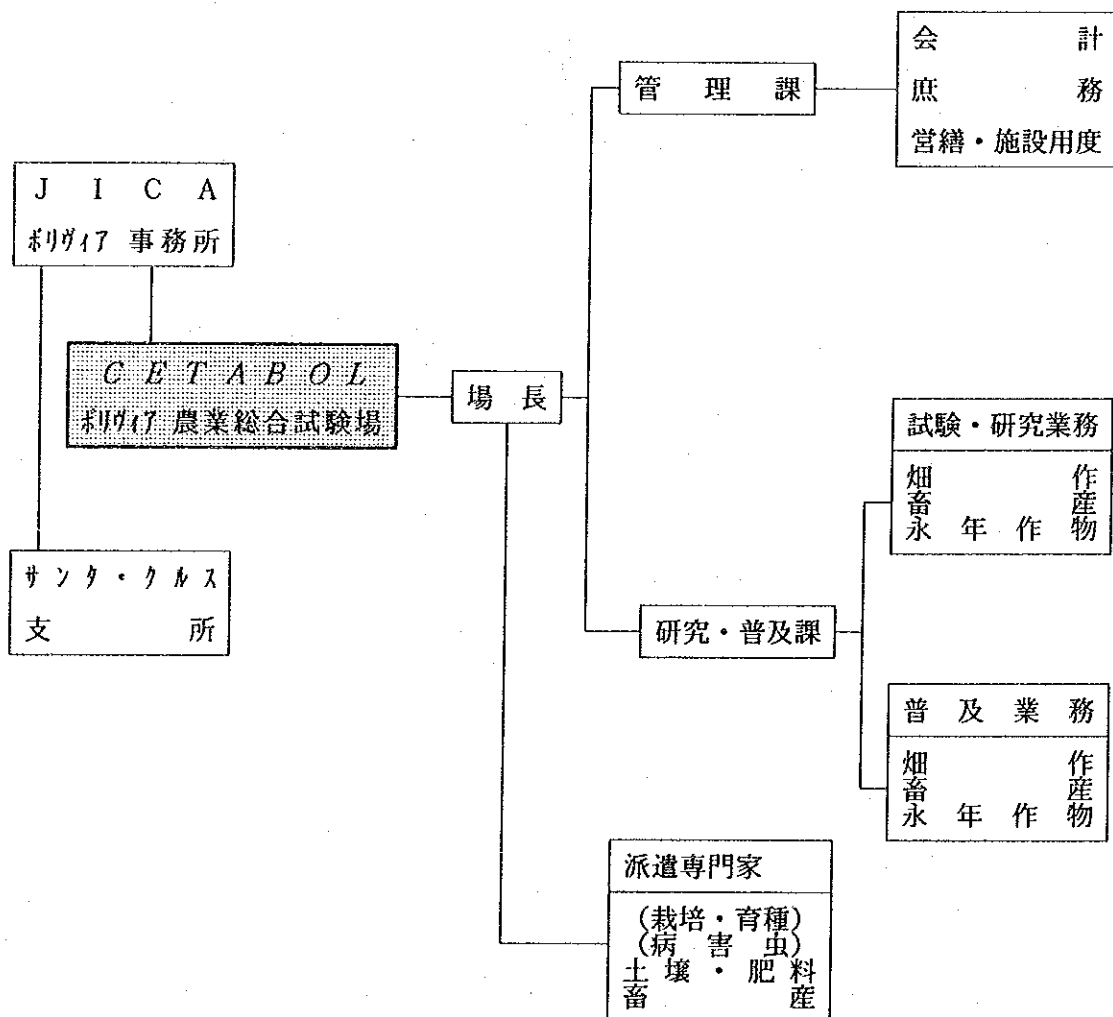 JICA
ボリヴィア 事務所
CETABOL
ボリヴィア 農業総合試験場
サンタ・クルス
支所
場長
管理課
会計
庶務
営繕・施設用度
研究・普及課
試験・研究業務
畑作
畜産
永年作物
普及業務
畑作
畜産
永年作物
派遣専門家
(栽培・育種)
(病害虫)
土壌・肥料
畜産